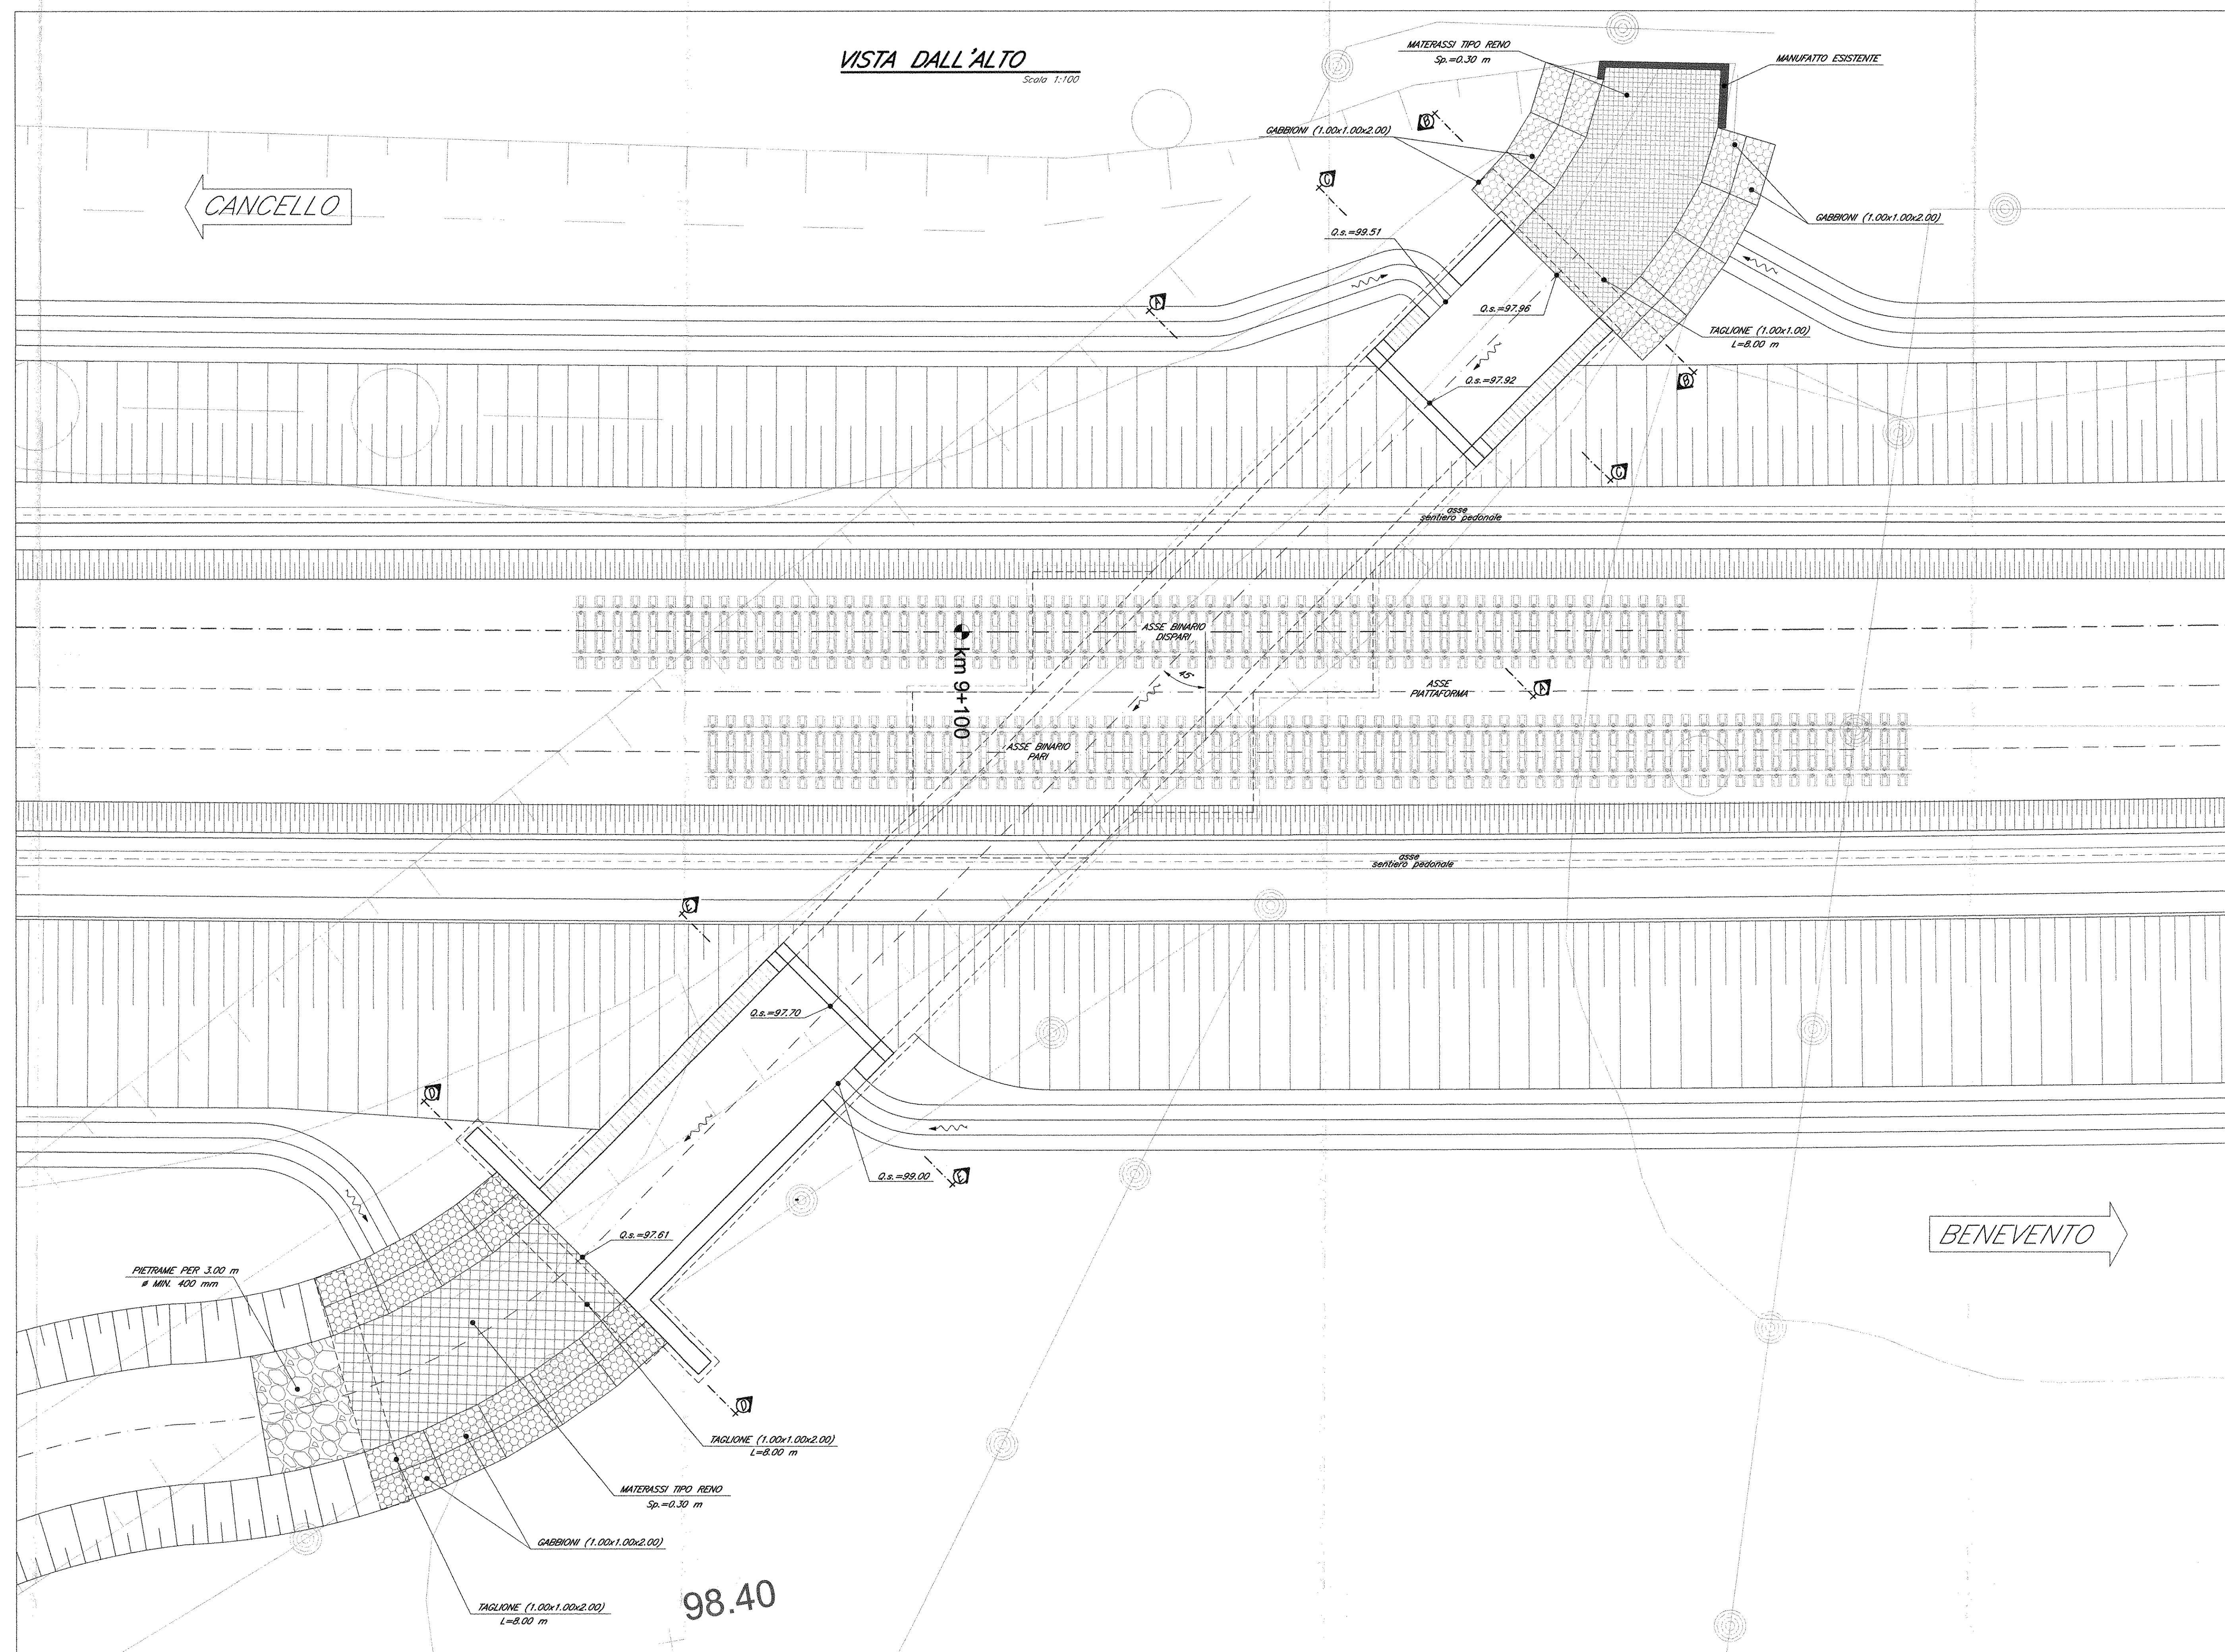 VISTA DALL'ALTO
Scala 1:100
MATERASSI TIPO RENO
Sp.=0.30 m
MANUFATTO ESISTENTE
GABBIONI (1.00x1.00x2.00)
B
C
CANCELLO
GABBIONI (1.00x1.00x2.00)
Q.s.=99.51
A
Q.s.=97.96
TAGLIONE (1.00x1.00)
L=8.00 m
Q.s.=97.92
B
C
asse
sentiero pedonale
ASSE BINARIO
DISPARI
km 9+100
45°
ASSE
PIATTAFORMA
A
ASSE BINARIO
PARI
asse
sentiero pedonale
E
Q.s.=97.70
D
Q.s.=99.00
E
Q.s.=97.61
BENEVENTO
PIETRAME PER 3.00 m
Ø MIN. 400 mm
D
TAGLIONE (1.00x1.00x2.00)
L=8.00 m
MATERASSI TIPO RENO
Sp.=0.30 m
GABBIONI (1.00x1.00x2.00)
TAGLIONE (1.00x1.00x2.00)
L=8.00 m
98.40